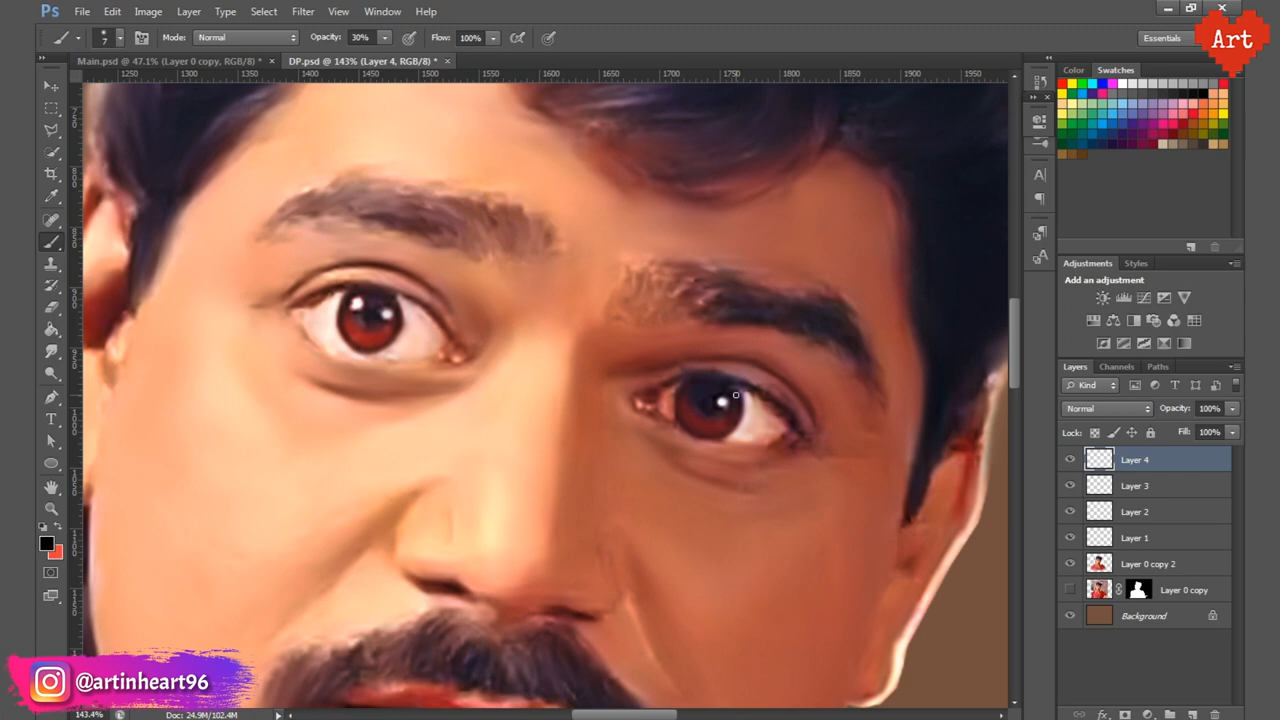 Ps File Edit Image Layer Type Select Filter View Window Help
Art
7 Mode: Normal Opacity: 30% Flow: 100% Essentials
Main.psd @ 47.1% (Layer 0 copy, RGB/8) * × DP.psd @ 143% (Layer 4, RGB/8) * ×
1250 1300 1350 1400 1450 1500 1550 1600 1650 1700 1750 1800 1850 1900 1950
Color Swatches
Adjustments Styles
Add an adjustment
Layers Channels Paths
Kind
Normal Opacity: 100%
Lock: Fill: 100%
Layer 4
Layer 3
Layer 2
Layer 1
Layer 0 copy 2
Layer 0 copy
Background
@artinheart96
143.4% Doc: 24.9M/102.4M